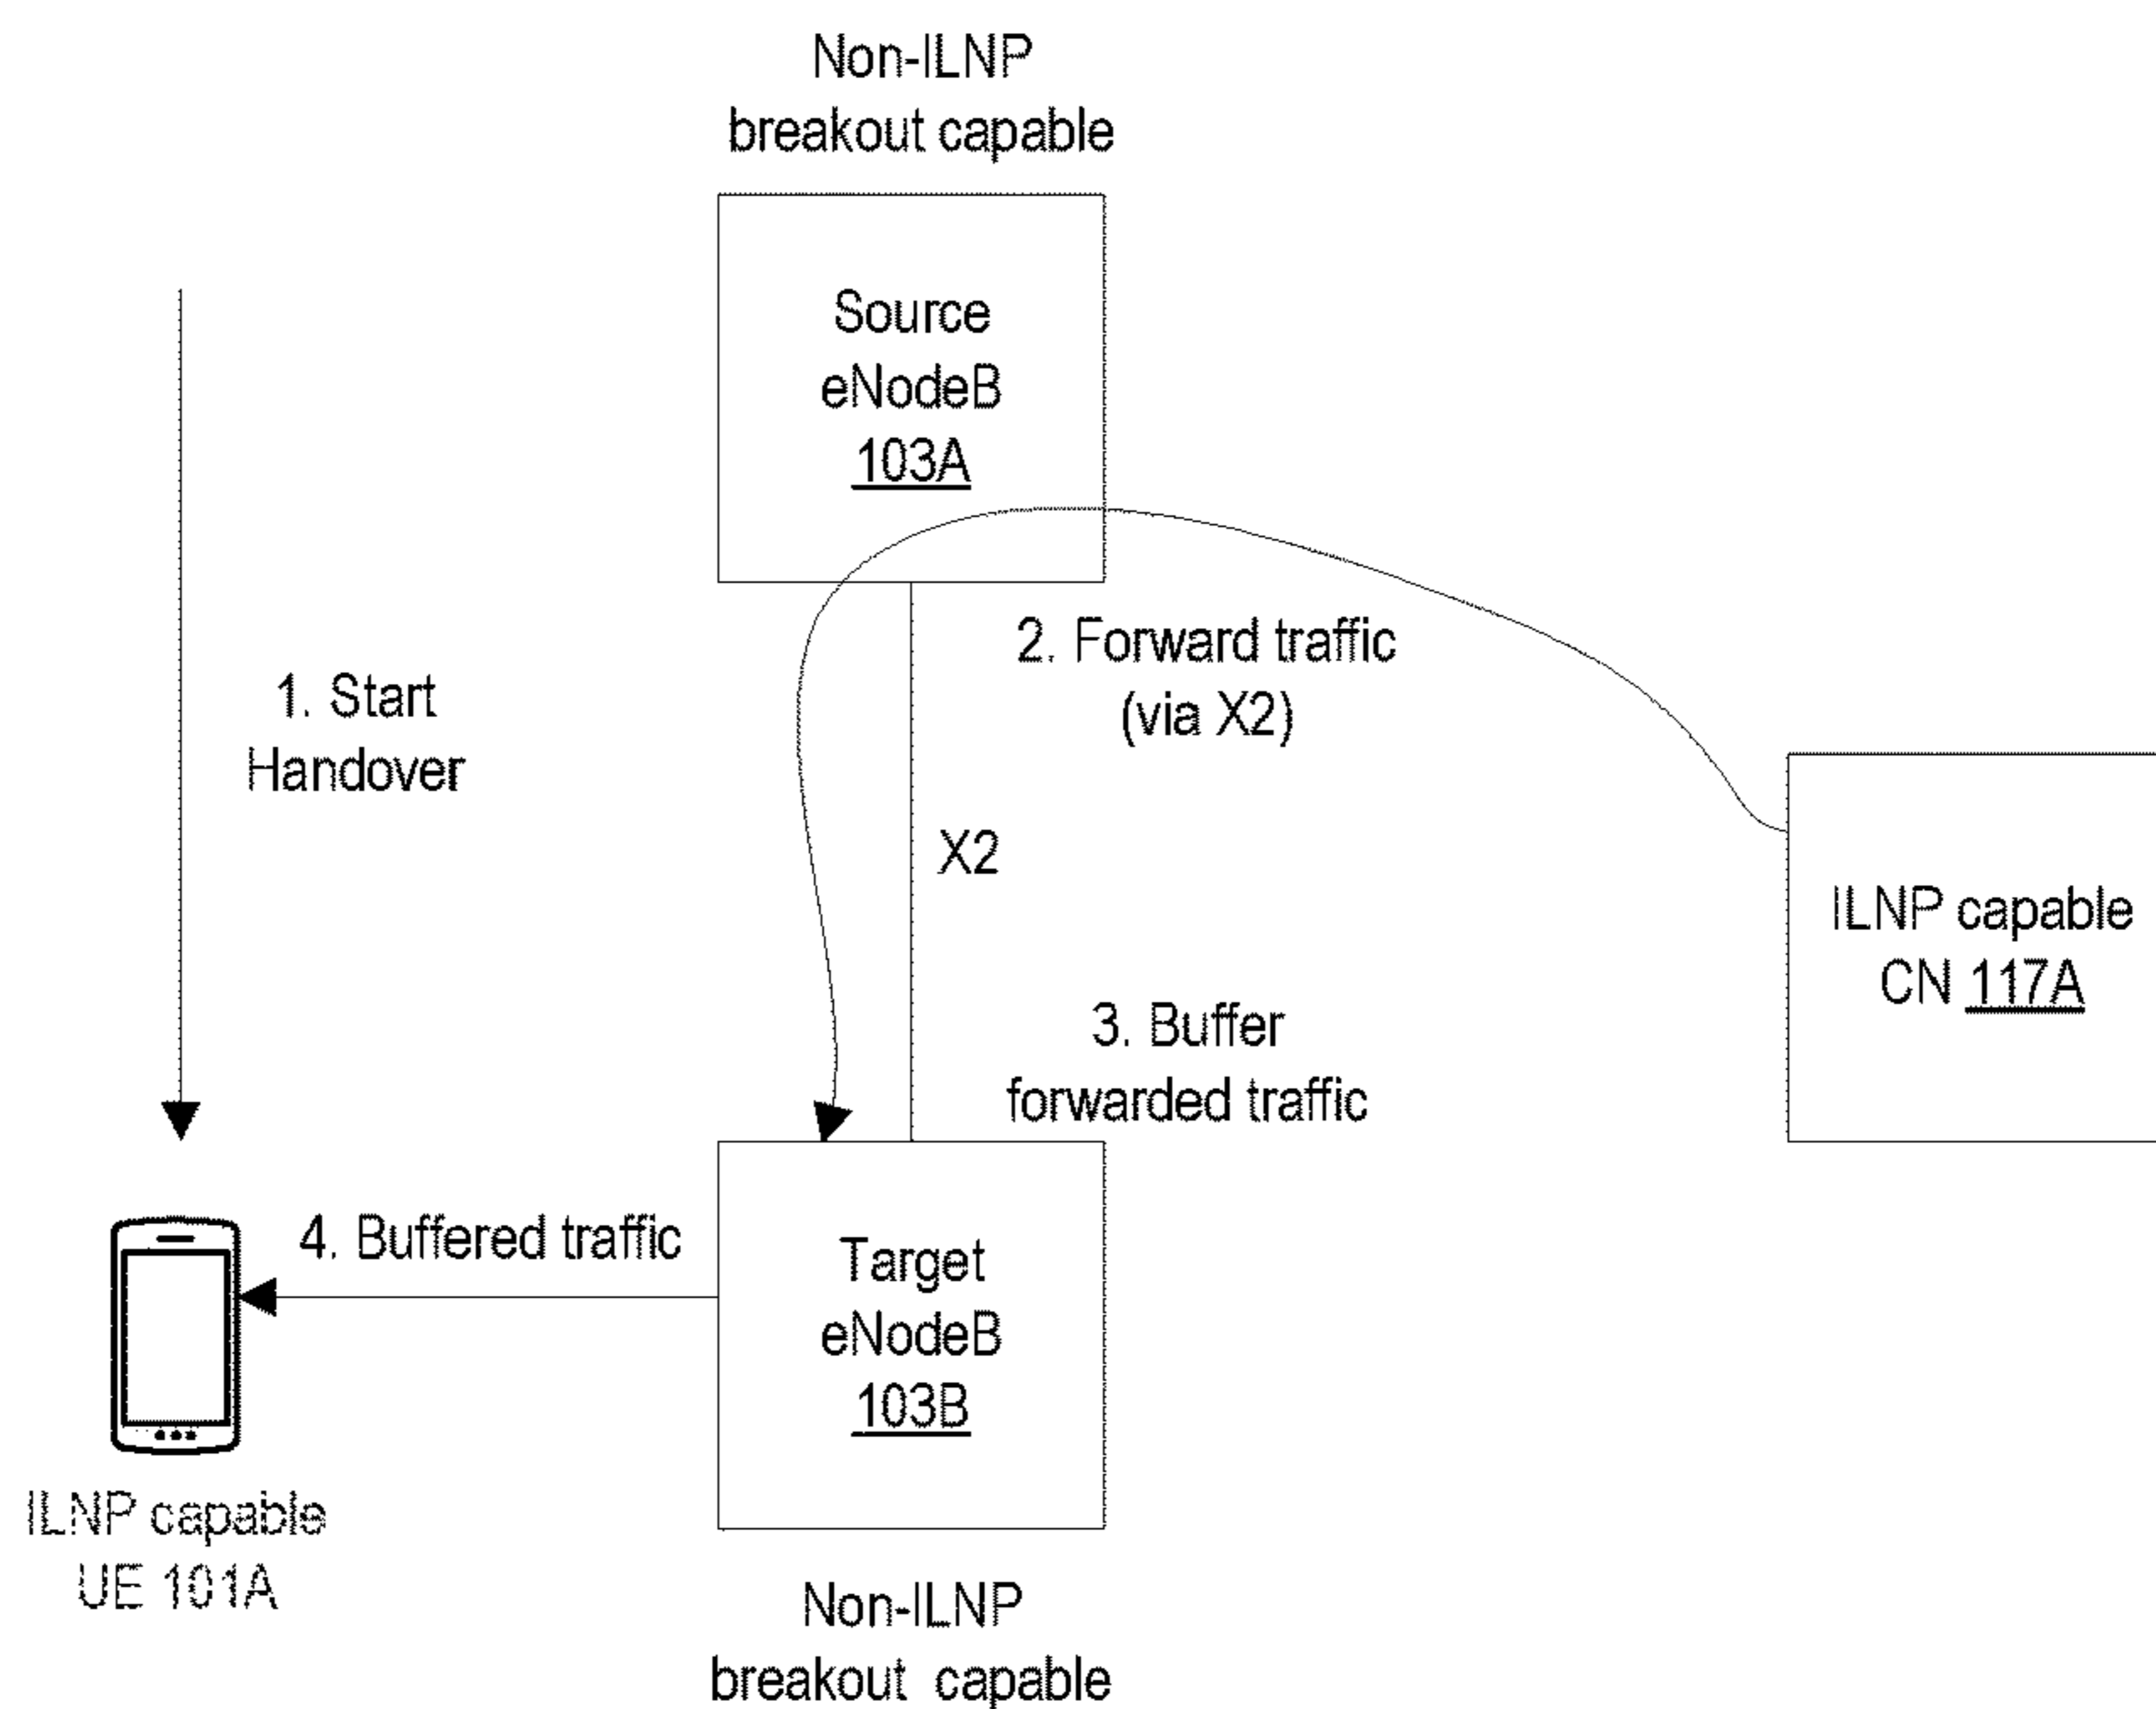 Non-ILNP
breakout capable
Source
eNodeB
103A
2. Forward traffic
(via X2)
1. Start
Handover
X2
ILNP capable
CN 117A
3. Buffer
forwarded traffic
4. Buffered traffic
Target
eNodeB
103B
ILNP capable
UE 101A
Non-ILNP
breakout capable